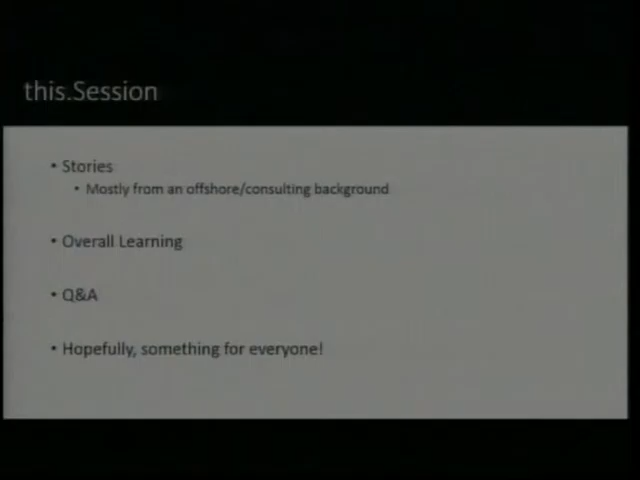 this.Session
• Stories
• Mostly from an offshore/consulting background
• Overall Learning
• Q&A
• Hopefully, something for everyone!